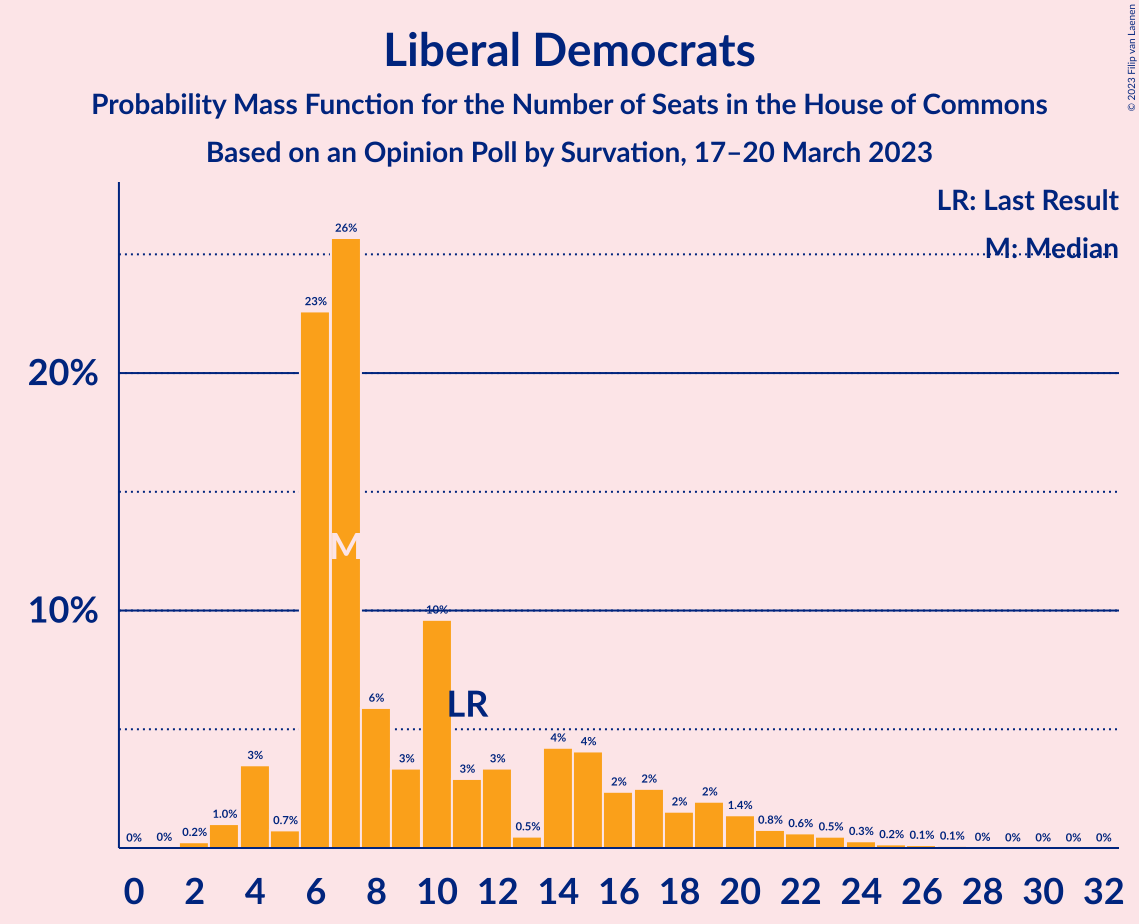 © 2023 Filip van Laenen
Liberal Democrats
Probability Mass Function for the Number of Seats in the House of Commons
Based on an Opinion Poll by Survation, 17–20 March 2023
LR: Last Result
M: Median
20%
10%
0% 0% 0.2% 1.0% 3% 0.7% 23% 26% 6% 3% 10% 3% 3% 0.5% 4% 4% 2% 2% 2% 2% 1.4% 0.8% 0.6% 0.5% 0.3% 0.2% 0.1% 0.1% 0% 0% 0% 0% 0%
M
LR
0 2 4 6 8 10 12 14 16 18 20 22 24 26 28 30 32